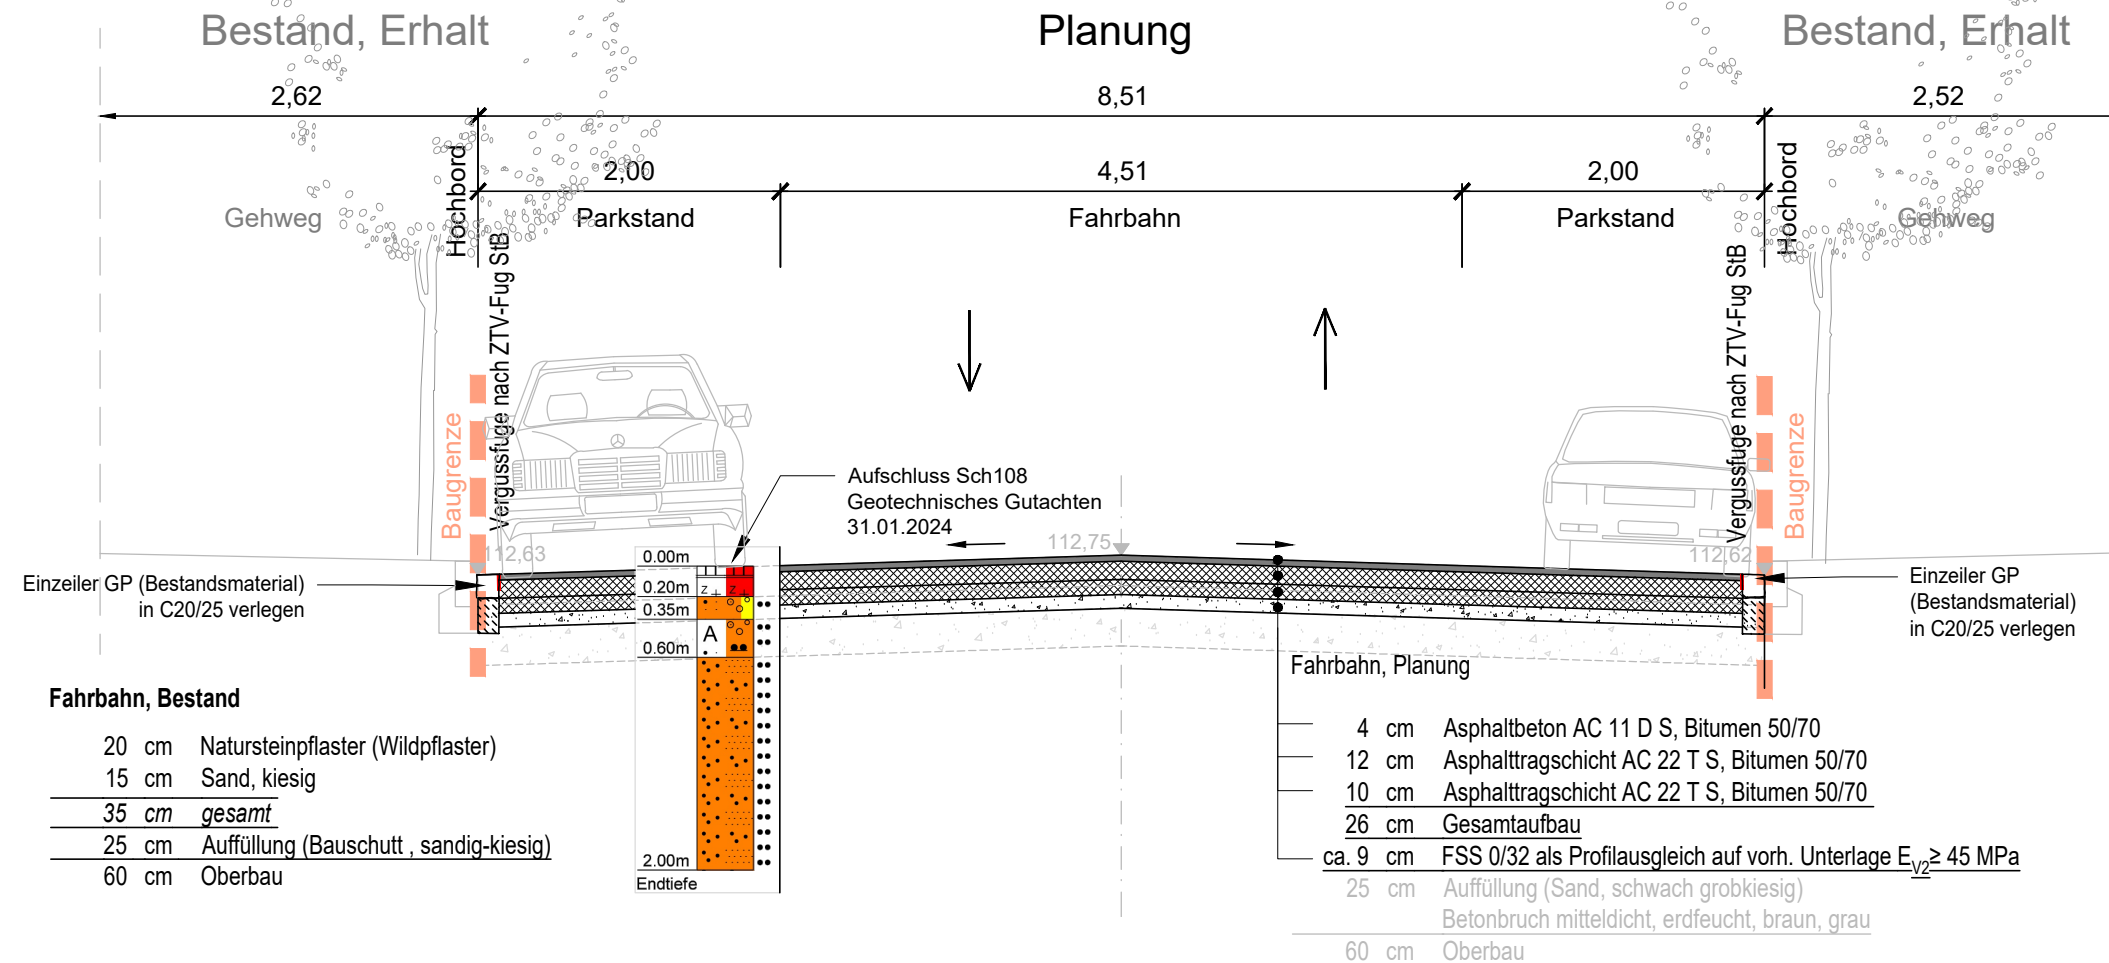 Bestand, Erhalt
Planung
Bestand, Erhalt
2,62
8,51
2,52
2,00
4,51
2,00
Gehweg
Hochbord
Parkstand
Fahrbahn
Parkstand
Hochbord
Gehweg
Vergussfuge nach ZTV-Fug StB
Vergussfuge nach ZTV-Fug StB
Baugrenze
Baugrenze
Aufschluss Sch108
Geotechnisches Gutachten
31.01.2024
112,63
112,75
112,62
Einzeiler GP (Bestandsmaterial)
in C20/25 verlegen
Einzeiler GP
(Bestandsmaterial)
in C20/25 verlegen
0.00m
0.20m
z
z
0.35m
A
0.60m
2.00m
Endtiefe
Fahrbahn, Bestand
20 cm Natursteinpflaster (Wildpflaster)
15 cm Sand, kiesig
35 cm gesamt
25 cm Auffüllung (Bauschutt , sandig-kiesig)
60 cm Oberbau
Fahrbahn, Planung
4 cm Asphaltbeton AC 11 D S, Bitumen 50/70
12 cm Asphalttragschicht AC 22 T S, Bitumen 50/70
10 cm Asphalttragschicht AC 22 T S, Bitumen 50/70
26 cm Gesamtaufbau
ca. 9 cm FSS 0/32 als Profilausgleich auf vorh. Unterlage EV2≥ 45 MPa
25 cm Auffüllung (Sand, schwach grobkiesig)
Betonbruch mitteldicht, erdfeucht, braun, grau
60 cm Oberbau